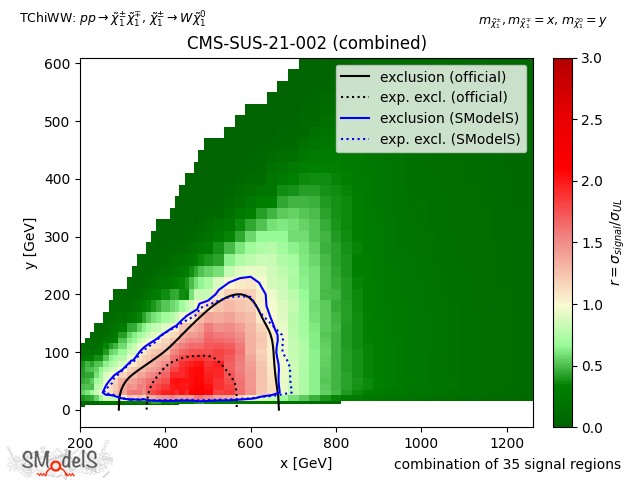 TChiWW: pp → χ̃₁± χ̃₁∓, χ̃₁± → Wχ̃₁⁰
m_χ̃₁±, m_χ̃₁∓ = x, m_χ̃₁⁰ = y
CMS-SUS-21-002 (combined)
exclusion (official)
exp. excl. (official)
exclusion (SModelS)
exp. excl. (SModelS)
y [GeV]
600
500
400
300
200
100
0
200 400 600 800 1000 1200
x [GeV]
3.0
2.5
2.0
1.5
1.0
0.5
0.0
r = σ_signal/σ_UL
SModelS
combination of 35 signal regions